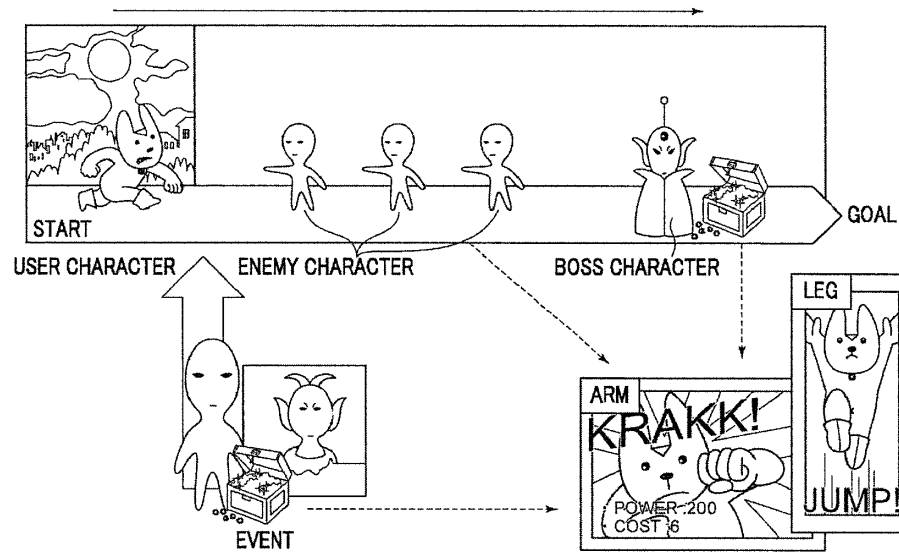 START
GOAL
USER CHARACTER
ENEMY CHARACTER
BOSS CHARACTER
LEG
ARM
KRAKK!
POWER :200
COST :6
JUMP!
EVENT